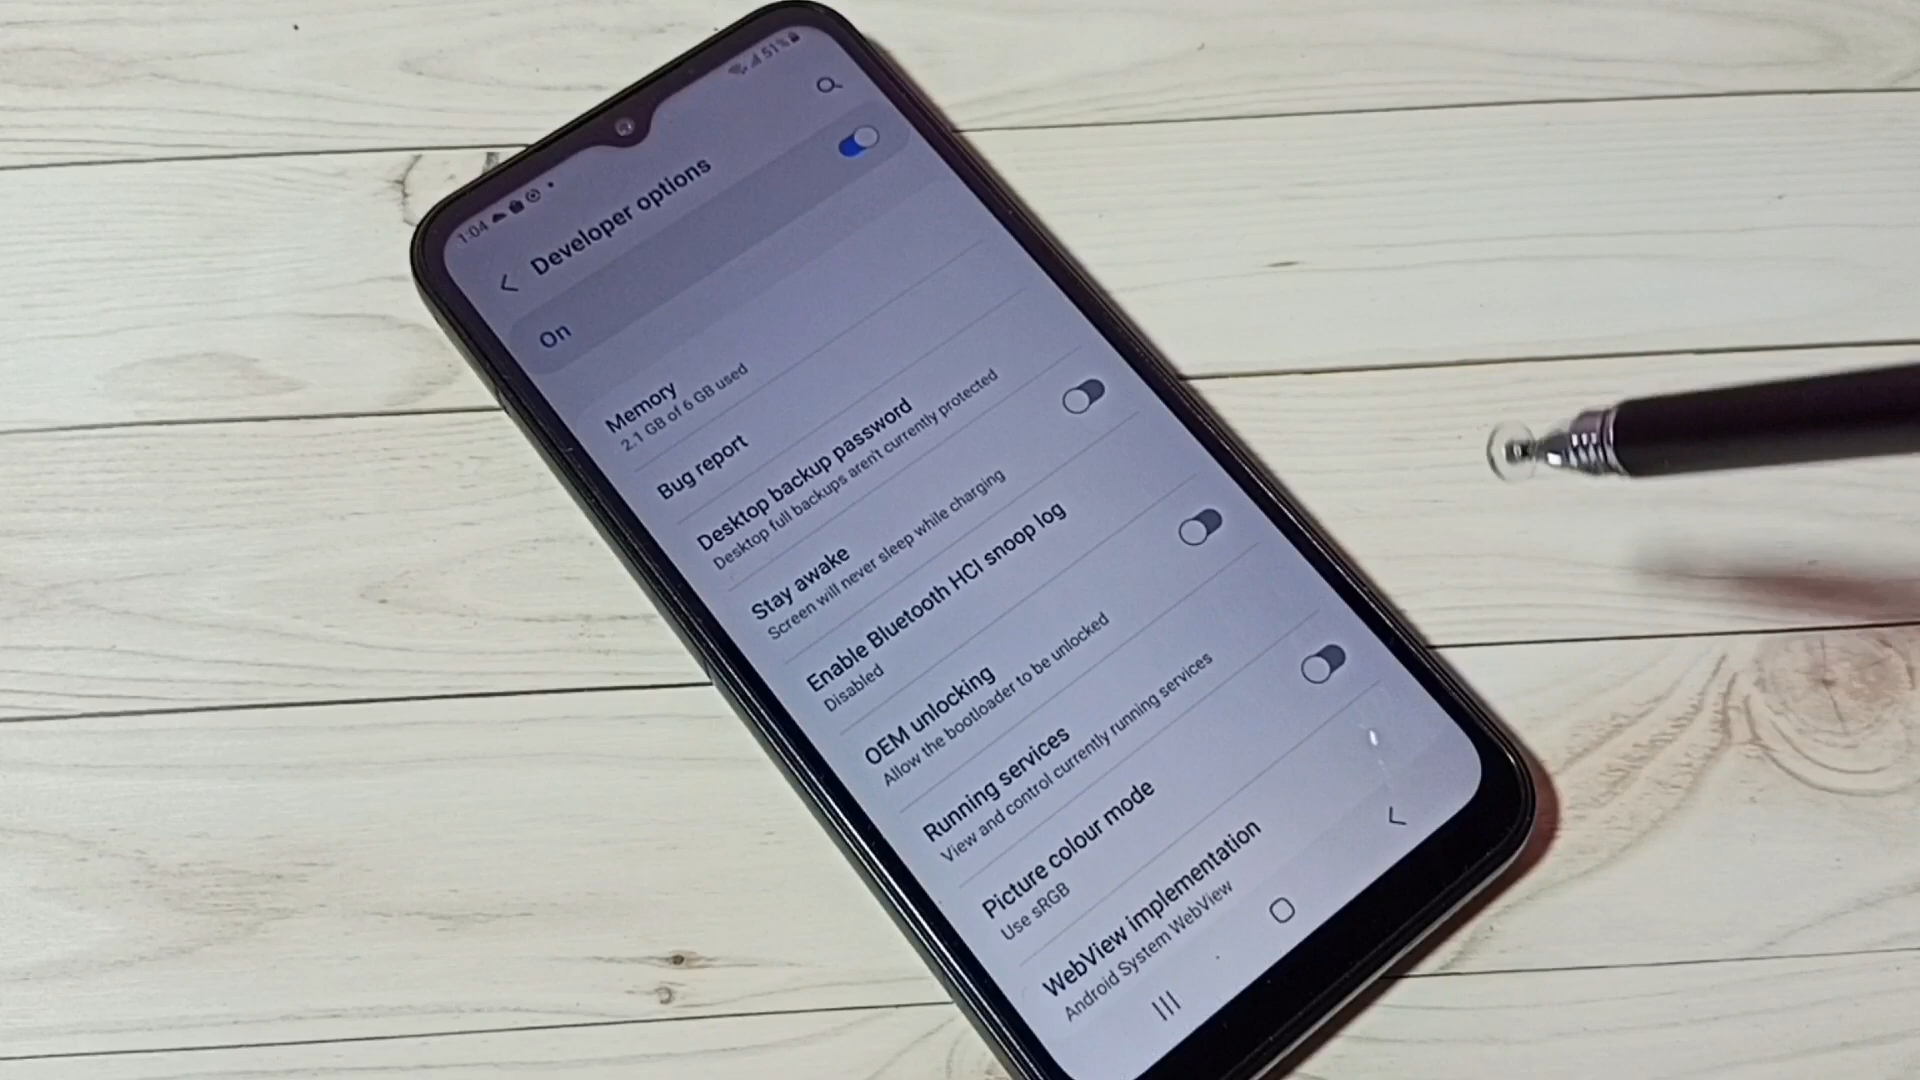 1:04
51%
Developer options
On
Memory
2.1 GB of 6 GB used
Bug report
Desktop backup password
Desktop full backups aren't currently protected
Stay awake
Screen will never sleep while charging
Enable Bluetooth HCI snoop log
Disabled
OEM unlocking
Allow the bootloader to be unlocked
Running services
View and control currently running services
Picture colour mode
Use sRGB
WebView implementation
Android System WebView